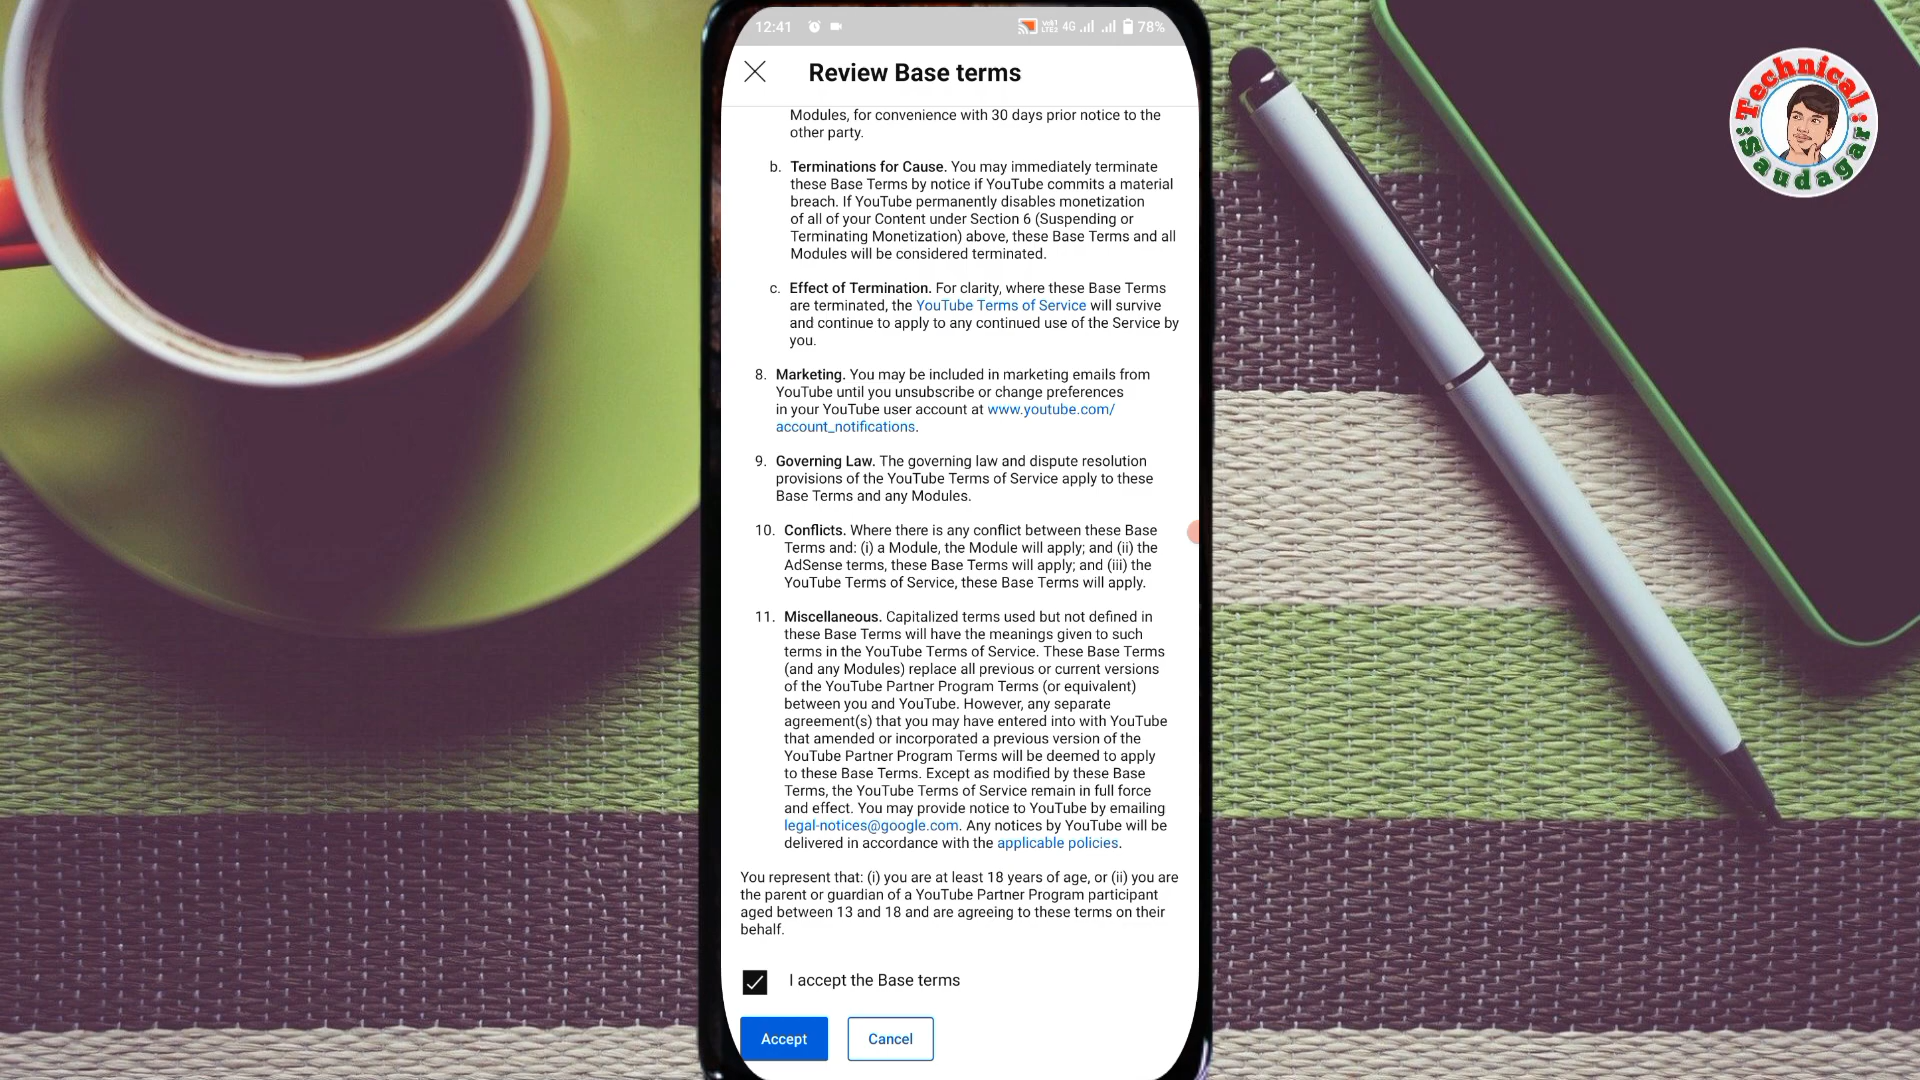 12:41
4G
78%
Technical
Saudagar
Review Base terms
Modules, for convenience with 30 days prior notice to the
other party.
b. Terminations for Cause. You may immediately terminate
these Base Terms by notice if YouTube commits a material
breach. If YouTube permanently disables monetization
of all of your Content under Section 6 (Suspending or
Terminating Monetization) above, these Base Terms and all
Modules will be considered terminated.
c. Effect of Termination. For clarity, where these Base Terms
are terminated, the YouTube Terms of Service will survive
and continue to apply to any continued use of the Service by
you.
8. Marketing. You may be included in marketing emails from
YouTube until you unsubscribe or change preferences
in your YouTube user account at www.youtube.com/
account_notifications.
9. Governing Law. The governing law and dispute resolution
provisions of the YouTube Terms of Service apply to these
Base Terms and any Modules.
10. Conflicts. Where there is any conflict between these Base
Terms and: (i) a Module, the Module will apply; and (ii) the
AdSense terms, these Base Terms will apply; and (iii) the
YouTube Terms of Service, these Base Terms will apply.
11. Miscellaneous. Capitalized terms used but not defined in
these Base Terms will have the meanings given to such
terms in the YouTube Terms of Service. These Base Terms
(and any Modules) replace all previous or current versions
of the YouTube Partner Program Terms (or equivalent)
between you and YouTube. However, any separate
agreement(s) that you may have entered into with YouTube
that amended or incorporated a previous version of the
YouTube Partner Program Terms will be deemed to apply
to these Base Terms. Except as modified by these Base
Terms, the YouTube Terms of Service remain in full force
and effect. You may provide notice to YouTube by emailing
legal-notices@google.com. Any notices by YouTube will be
delivered in accordance with the applicable policies.
You represent that: (i) you are at least 18 years of age, or (ii) you are
the parent or guardian of a YouTube Partner Program participant
aged between 13 and 18 and are agreeing to these terms on their
behalf.
I accept the Base terms
Accept
Cancel